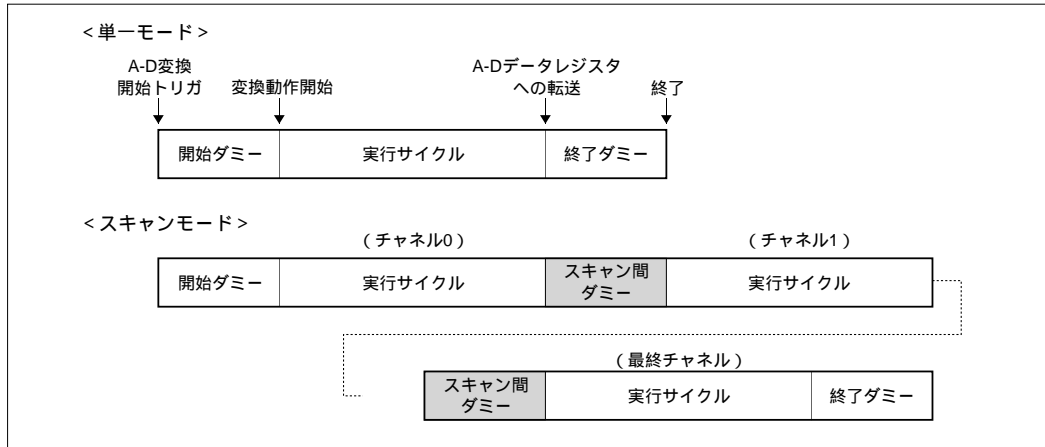 <単一モード>
A-D変換
開始トリガ
変換動作開始
A-Dデータレジスタ
への転送
終了
開始ダミー
実行サイクル
終了ダミー
<スキャンモード>
(チャネル0)
(チャネル1)
開始ダミー
実行サイクル
スキャン間
ダミー
実行サイクル
(最終チャネル)
スキャン間
ダミー
実行サイクル
終了ダミー